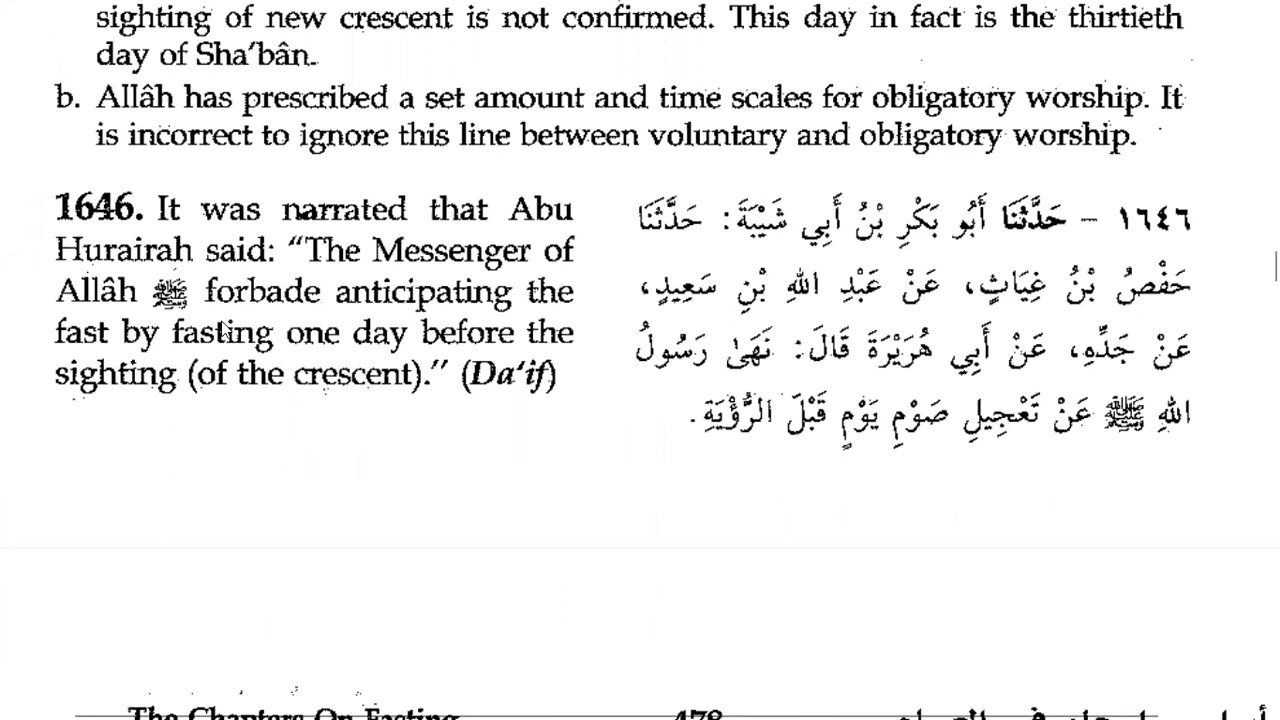 sighting of new crescent is not confirmed. This day in fact is the thirtieth
day of Sha'bân.
b. Allâh has prescribed a set amount and time scales for obligatory worship. It
is incorrect to ignore this line between voluntary and obligatory worship.
1646. It was narrated that Abu
Hurairah said: "The Messenger of
Allâh ﷺ forbade anticipating the
fast by fasting one day before the
sighting (of the crescent)." (Da'if)
١٦٤٦ - حَدَّثَنَا أَبُو بَكْرِ بْنُ أَبِي شَيْبَةَ: حَدَّثَنَا
حَفْصُ بْنُ غِيَاثٍ، عَنْ عَبْدِ اللهِ بْنِ سَعِيدٍ،
عَنْ جَدِّهِ، عَنْ أَبِي هُرَيْرَةَ قَالَ: نَهَىٰ رَسُولُ
اللهِ ﷺ عَنْ تَعْجِيلِ صَوْمِ يَوْمٍ قَبْلَ الرُّؤْيَةِ.
The Chapters On Fasting 478